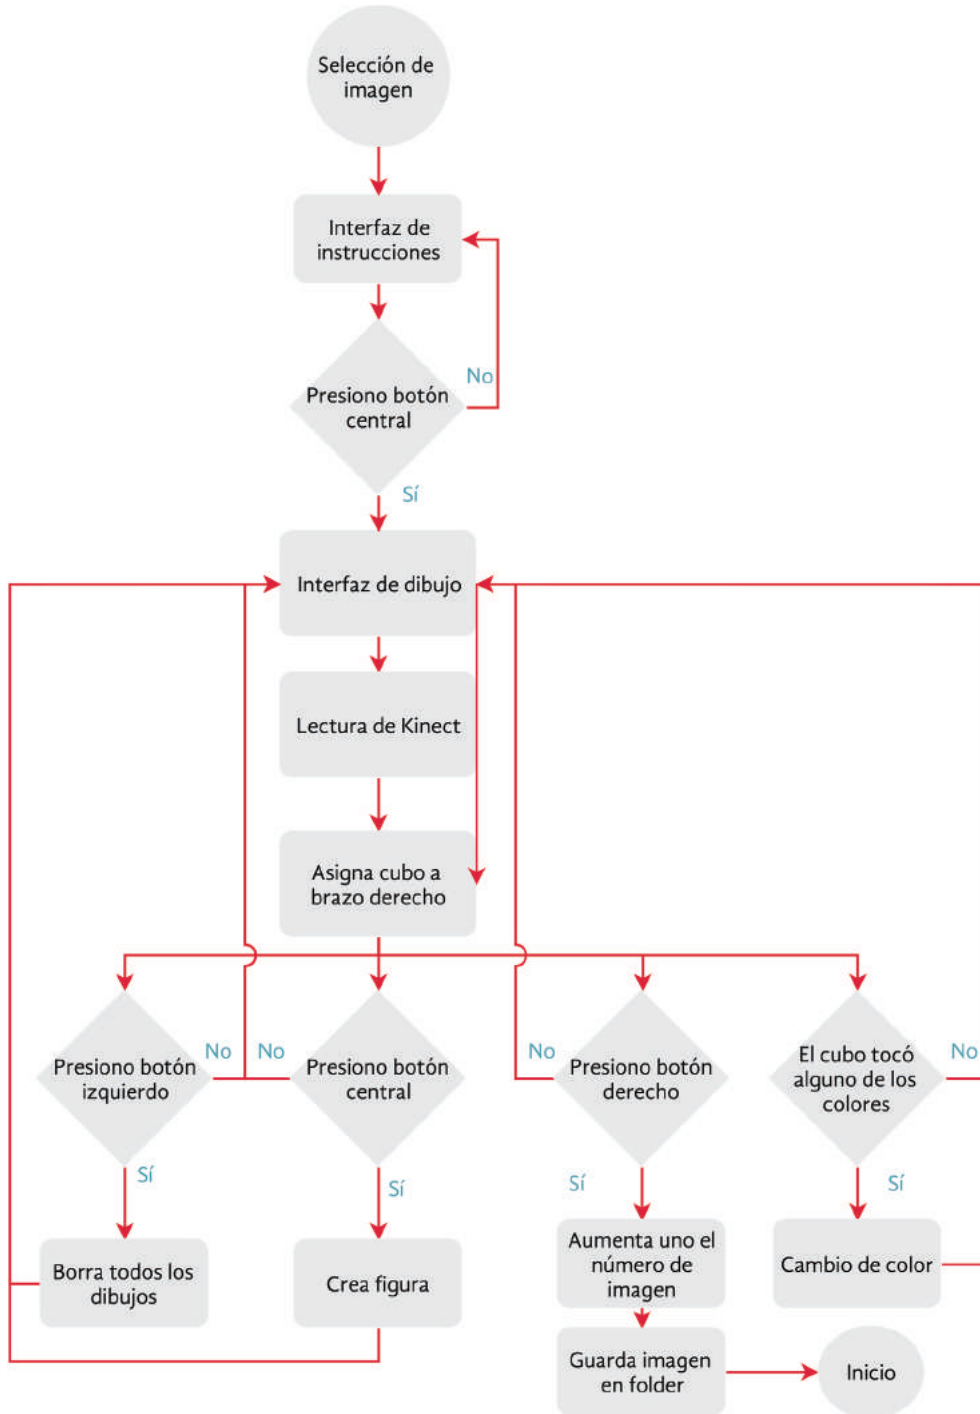 Selección de
imagen
Interfaz de
instrucciones
No
Presiono botón
central
Sí
Interfaz de dibujo
Lectura de Kinect
Asigna cubo a
brazo derecho
Presiono botón
izquierdo
No
No
Presiono botón
central
No
Presiono botón
derecho
El cubo tocó
alguno de los
colores
No
Sí
Sí
Sí
Sí
Borra todos los
dibujos
Crea figura
Aumenta uno el
número de
imagen
Cambio de color
Guarda imagen
en folder
Inicio